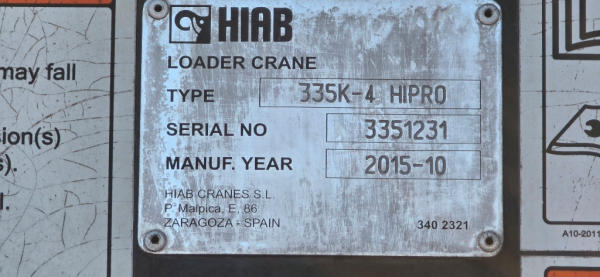 HIAB
LOADER CRANE
TYPE 335K-4 HIPRO
SERIAL NO 3351231
MANUF. YEAR 2015-10
HIAB CRANES S.L
P. Malpica, E, 86
ZARAGOZA - SPAIN
340 2321
may fall
sion(s)
s).
l.
A10-2011